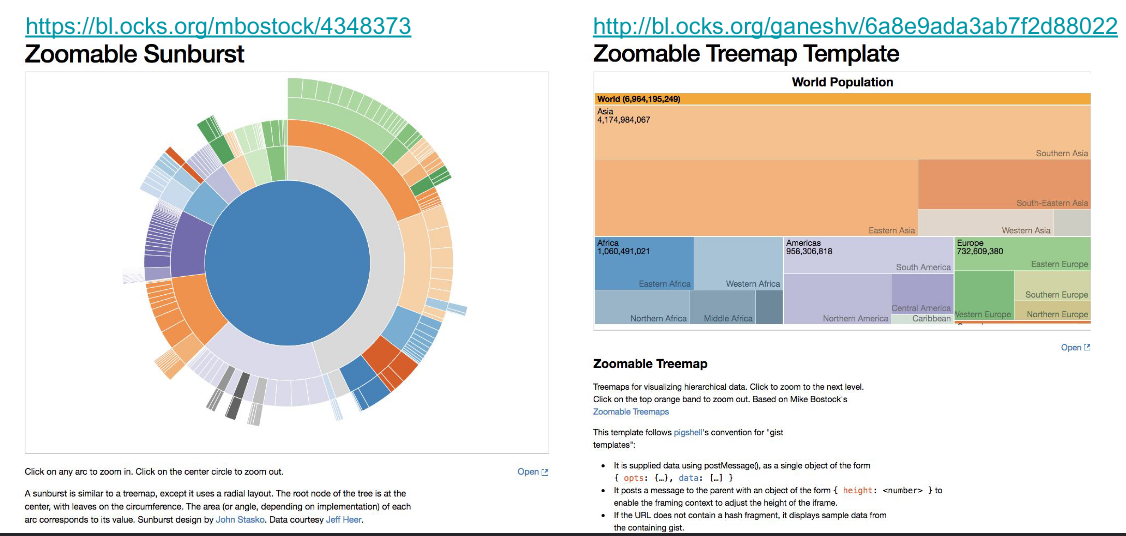 https://bl.ocks.org/mbostock/4348373
Zoomable Sunburst
Click on any arc to zoom in. Click on the center circle to zoom out.
Open
A sunburst is similar to a treemap, except it uses a radial layout. The root node of the tree is at the
center, with leaves on the circumference. The area (or angle, depending on implementation) of each
arc corresponds to its value. Sunburst design by John Stasko. Data courtesy Jeff Heer.
http://bl.ocks.org/ganeshv/6a8e9ada3ab7f2d88022
Zoomable Treemap Template
World Population
World (6,964,195,249)
Asia
4,174,984,067
Southern Asia
South-Eastern Asia
Eastern Asia
Western Asia
Africa
1,060,491,021
Eastern Africa
Western Africa
Northern Africa
Middle Africa
Americas
958,306,818
South America
Central America
Northern America
Caribbean
Europe
732,609,380
Eastern Europe
Southern Europe
Western Europe
Northern Europe
Open
Zoomable Treemap
Treemaps for visualizing hierarchical data. Click to zoom to the next level.
Click on the top orange band to zoom out. Based on Mike Bostock's
Zoomable Treemaps
This template follows pigshell's convention for "gist
templates":
• It is supplied data using postMessage(), as a single object of the form
{ opts: {…}, data: […] }
• It posts a message to the parent with an object of the form { height: <number> } to
enable the framing context to adjust the height of the iframe.
• If the URL does not contain a hash fragment, it displays sample data from
the containing gist.